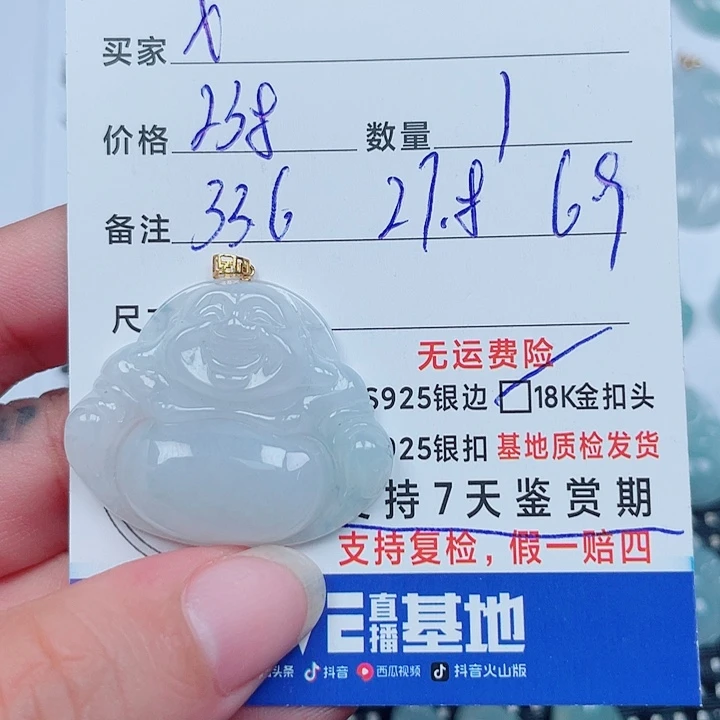 买家
价格 数量 1
备注 336 27.8 69
尺
无运费险
S925银边 18K金扣头
925银扣 基地质检发货
持7天鉴赏期
支持复检，假一赔四
直播基地
头条 抖音 西瓜视频 抖音火山版